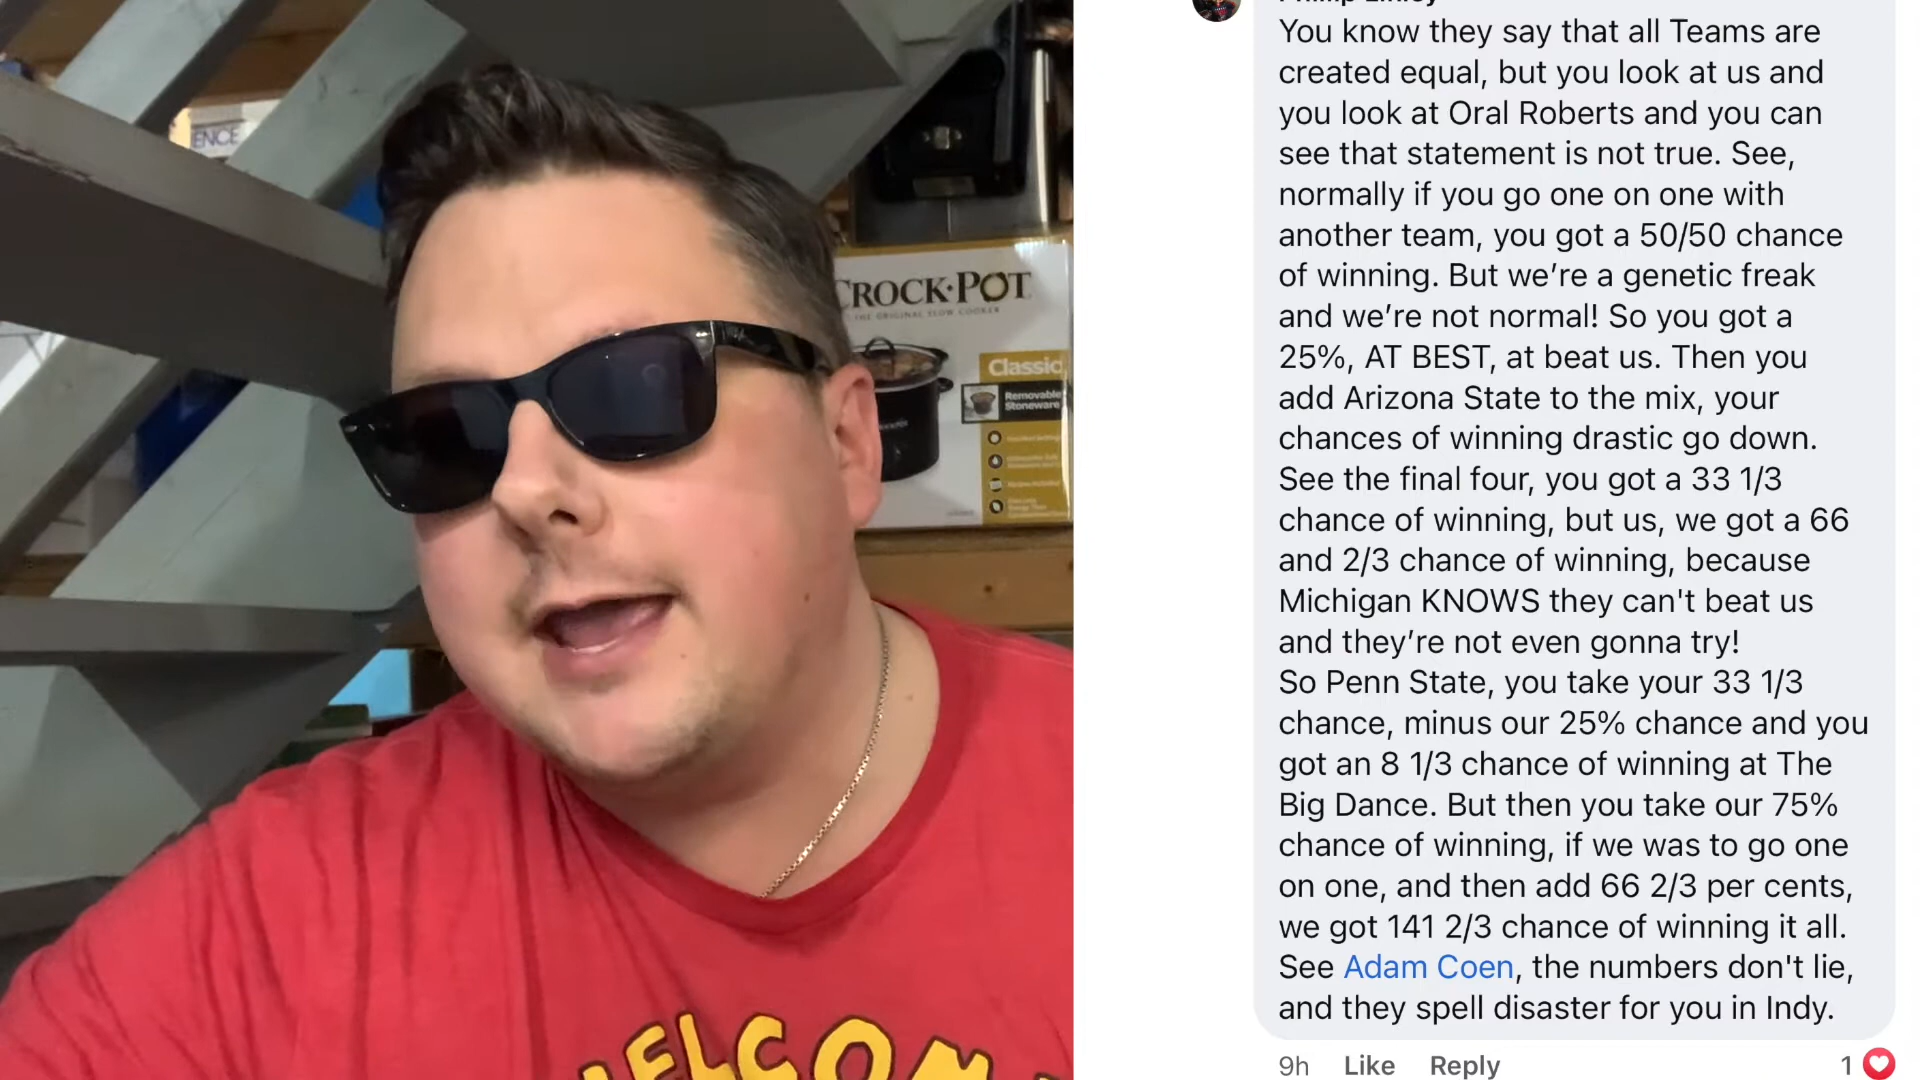 ENCE
CROCK·POT
THE ORIGINAL SLOW COOKER
Classic
Removable
Stoneware
WELCOM
You know they say that all Teams are
created equal, but you look at us and
you look at Oral Roberts and you can
see that statement is not true. See,
normally if you go one on one with
another team, you got a 50/50 chance
of winning. But we’re a genetic freak
and we’re not normal! So you got a
25%, AT BEST, at beat us. Then you
add Arizona State to the mix, your
chances of winning drastic go down.
See the final four, you got a 33 1/3
chance of winning, but us, we got a 66
and 2/3 chance of winning, because
Michigan KNOWS they can't beat us
and they’re not even gonna try!
So Penn State, you take your 33 1/3
chance, minus our 25% chance and you
got an 8 1/3 chance of winning at The
Big Dance. But then you take our 75%
chance of winning, if we was to go one
on one, and then add 66 2/3 per cents,
we got 141 2/3 chance of winning it all.
See Adam Coen, the numbers don't lie,
and they spell disaster for you in Indy.
9h Like Reply 1